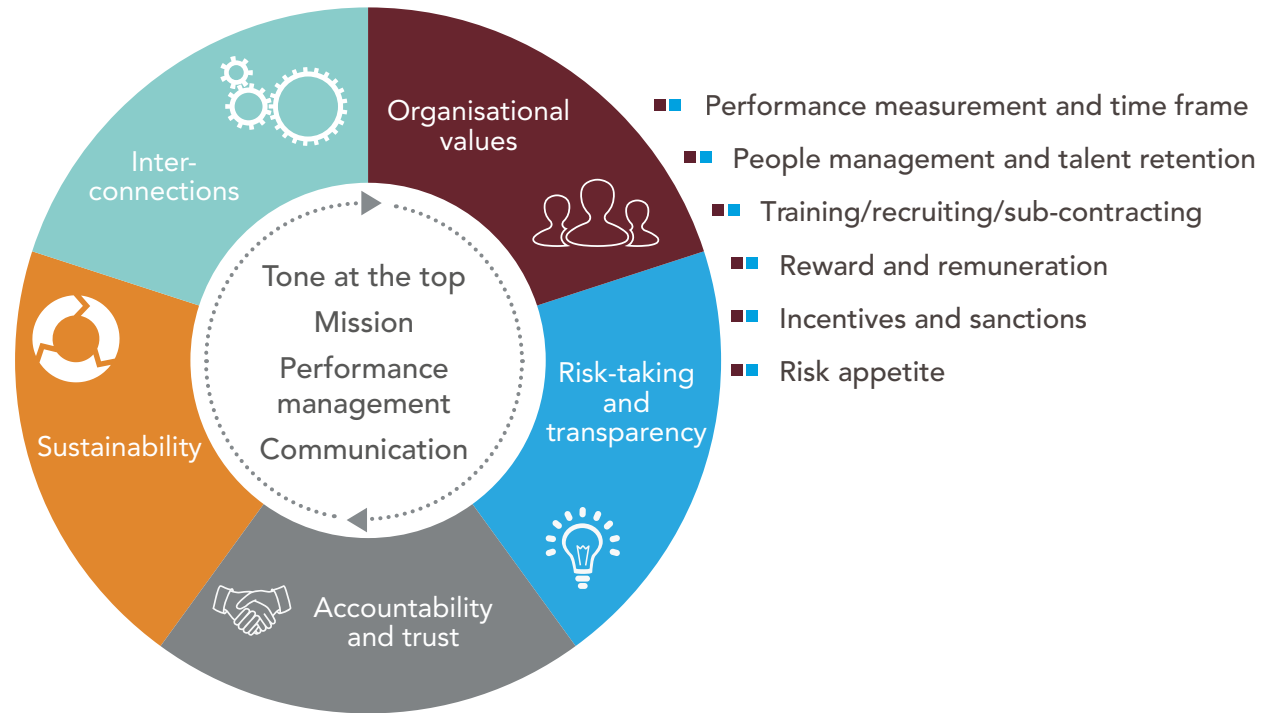 Inter-
connections
Organisational
values
Risk-taking
and
transparency
Accountability
and trust
Sustainability
Tone at the top
Mission
Performance
management
Communication
Performance measurement and time frame
People management and talent retention
Training/recruiting/sub-contracting
Reward and remuneration
Incentives and sanctions
Risk appetite